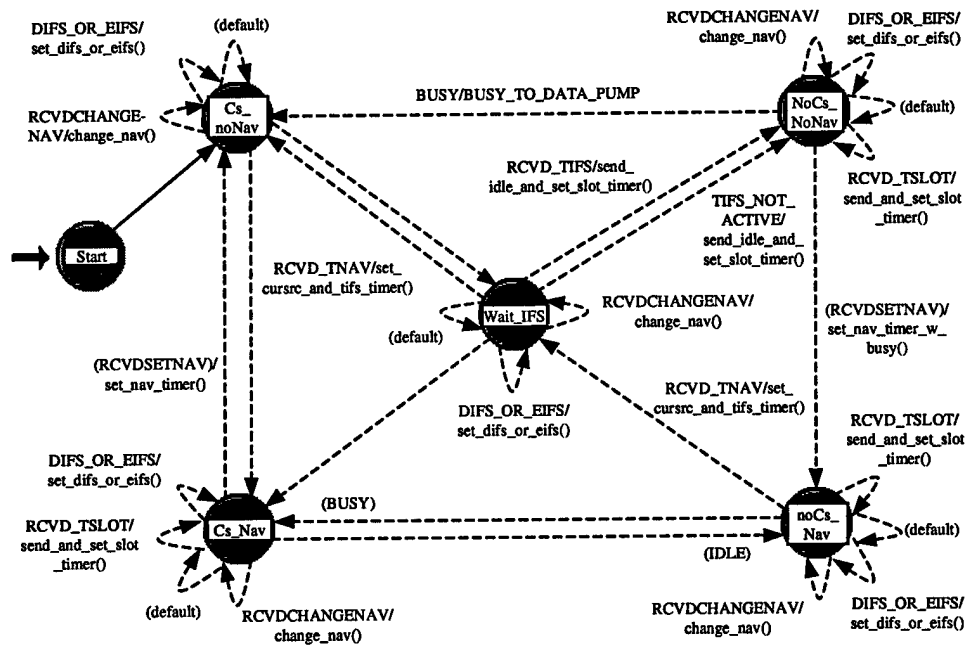 DIFS_OR_EIFS/
set_difs_or_eifs()
(default)
RCVDCHANGE-
NAV/change_nav()
Cs_
noNav
BUSY/BUSY_TO_DATA_PUMP
RCVDCHANGENAV/
change_nav()
DIFS_OR_EIFS/
set_difs_or_eifs()
NoCs_
NoNAV
(default)
RCVD_TSLOT/
send_and_set_slot
_timer()
RCVD_TIFS/send_
idle_and_set_slot_timer()
TIFS_NOT_
ACTIVE/
send_idle_and_
set_slot_timer()
Start
RCVD_TNAV/set_
cursrc_and_tifs_timer()
Wait_IFS
(default)
RCVDCHANGENAV/
change_nav()
DIFS_OR_EIFS/
set_difs_or_eifs()
(RCVDSETNAV)/
set_nav_timer_w_
busy()
(RCVDSETNAV)/
set_nav_timer()
RCVD_TNAV/set_
cursrc_and_tifs_timer()
RCVD_TSLOT/
send_and_set_slot
_timer()
DIFS_OR_EIFS/
set_difs_or_eifs()
RCVD_TSLOT/
send_and_set_slot
_timer()
Cs_Nav
(BUSY)
(IDLE)
noCs_
Nav
(default)
(default)
RCVDCHANGENAV/
change_nav()
RCVDCHANGENAV/
change_nav()
DIFS_OR_EIFS/
set_difs_or_eifs()